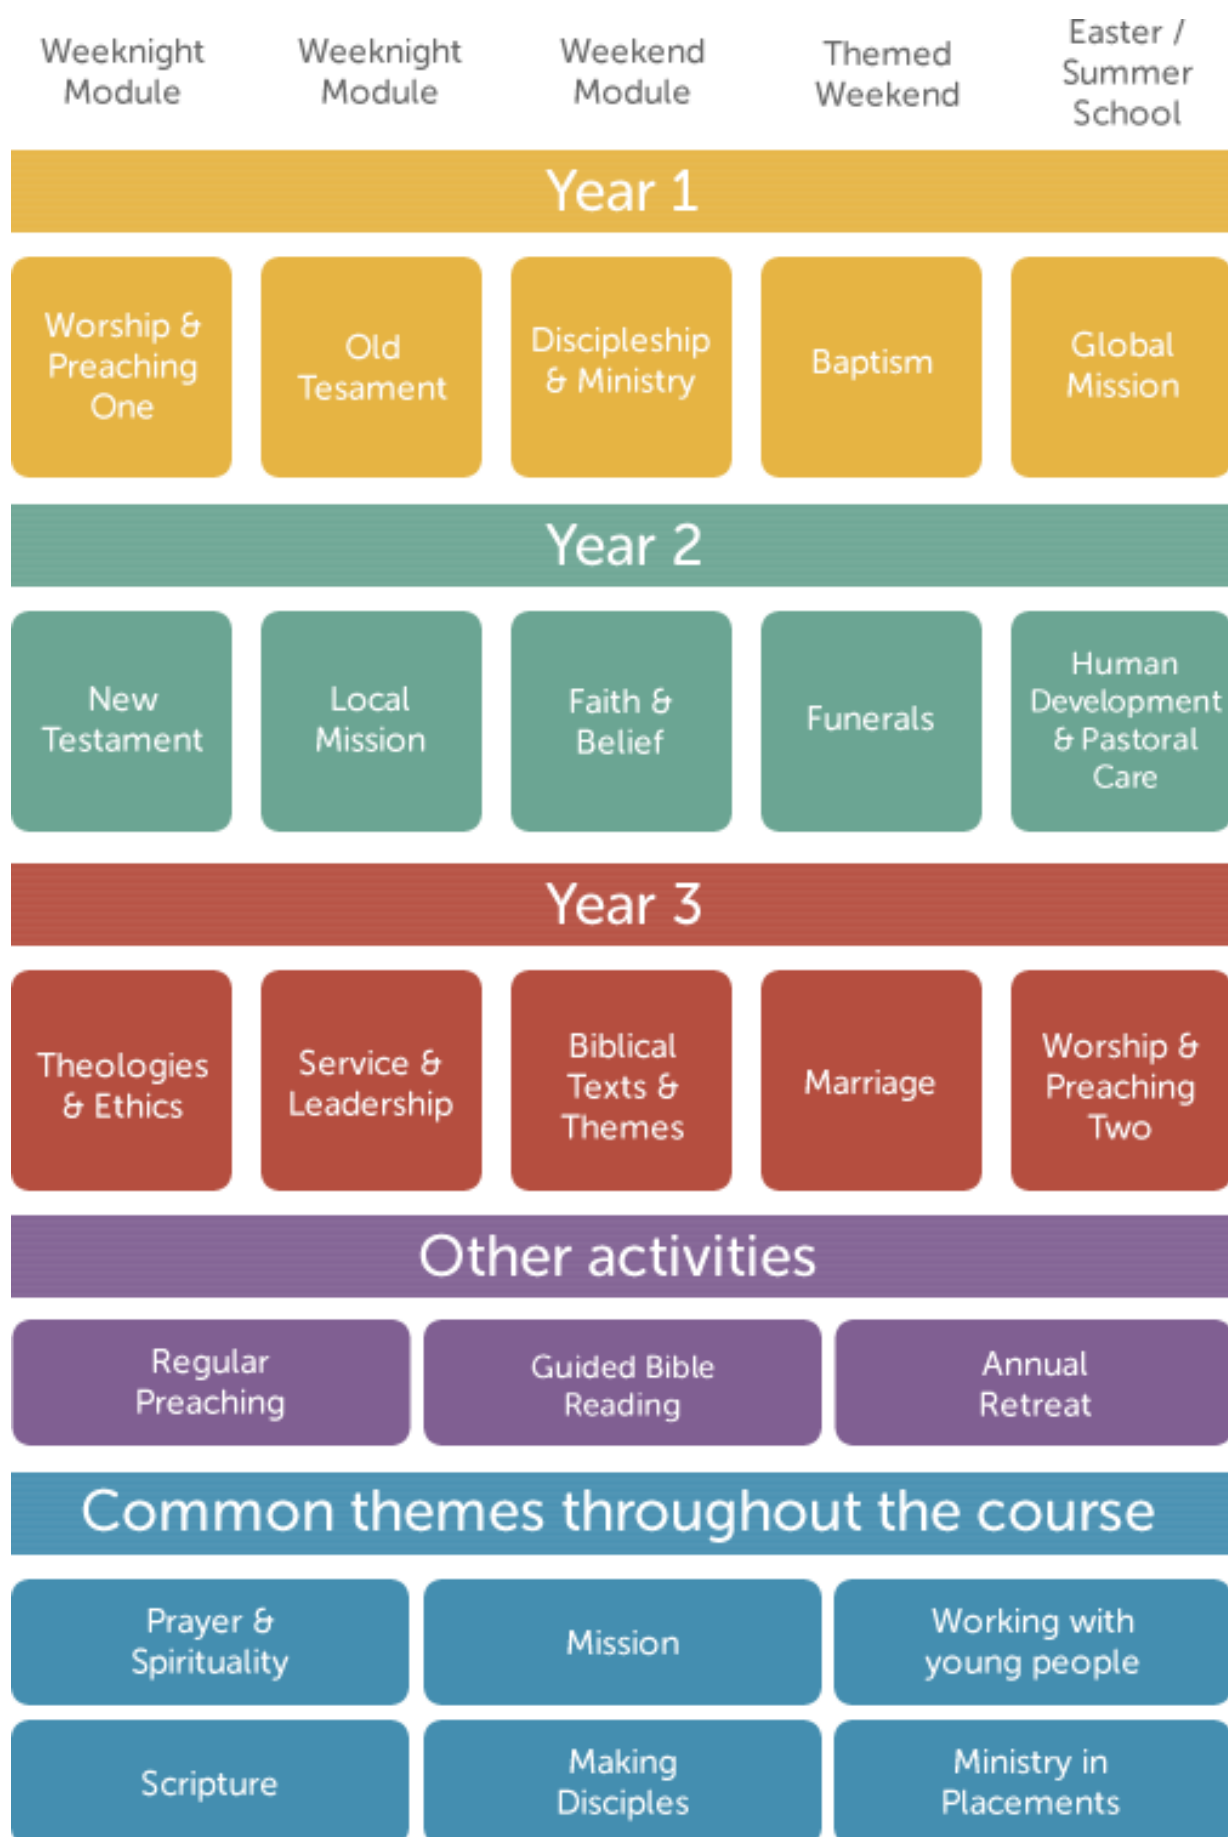 Weeknight
Module
Weeknight
Module
Weekend
Module
Themed
Weekend
Easter /
Summer
School
Year 1
Worship &
Preaching
One
Old
Tesament
Discipleship
& Ministry
Baptism
Global
Mission
Year 2
New
Testament
Local
Mission
Faith &
Belief
Funerals
Human
Development
& Pastoral
Care
Year 3
Theologies
& Ethics
Service &
Leadership
Biblical
Texts &
Themes
Marriage
Worship &
Preaching
Two
Other activities
Regular
Preaching
Guided Bible
Reading
Annual
Retreat
Common themes throughout the course
Prayer &
Spirituality
Mission
Working with
young people
Scripture
Making
Disciples
Ministry in
Placements